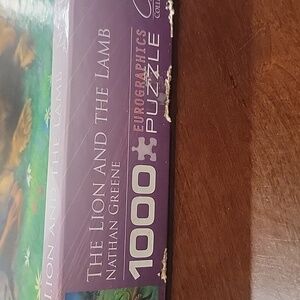 THE LION AND THE LAMB
NATHAN GREENE
1000
EUROGRAPHICS
PUZZLE
LION AND THE LAMB